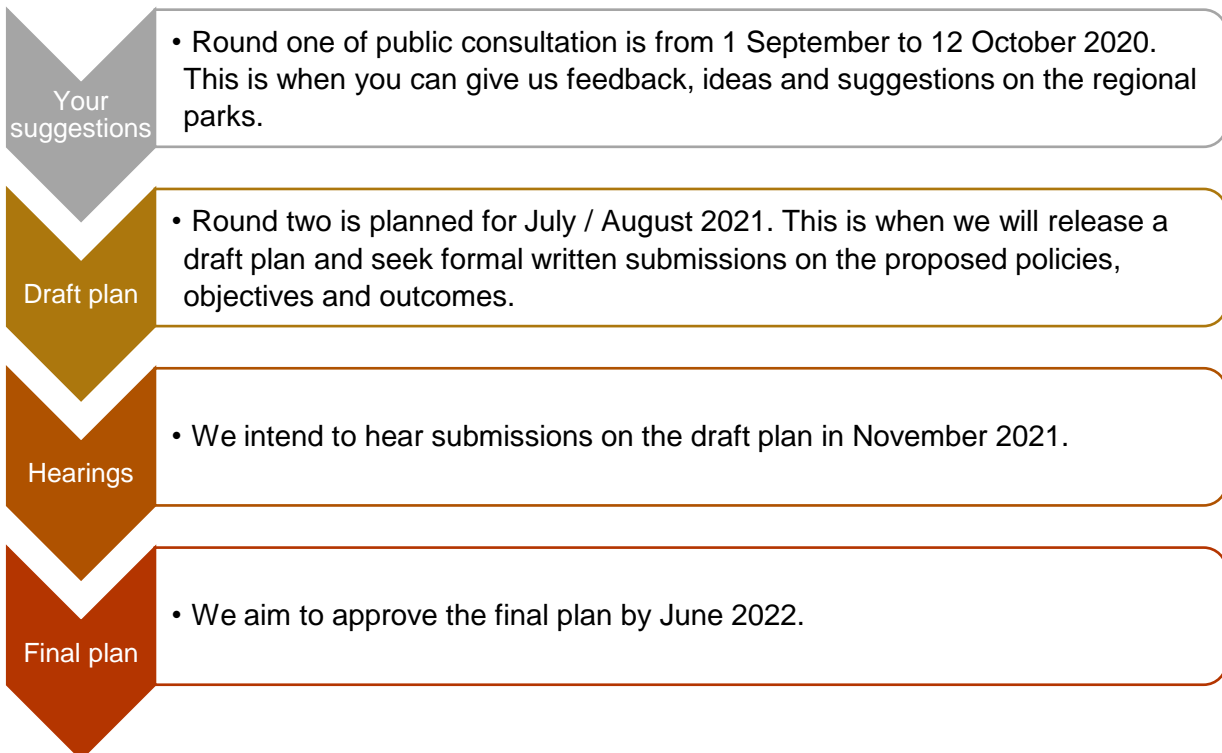 Your
suggestions
• Round one of public consultation is from 1 September to 12 October 2020.
This is when you can give us feedback, ideas and suggestions on the regional
parks.
Draft plan
• Round two is planned for July / August 2021. This is when we will release a
draft plan and seek formal written submissions on the proposed policies,
objectives and outcomes.
Hearings
• We intend to hear submissions on the draft plan in November 2021.
Final plan
• We aim to approve the final plan by June 2022.